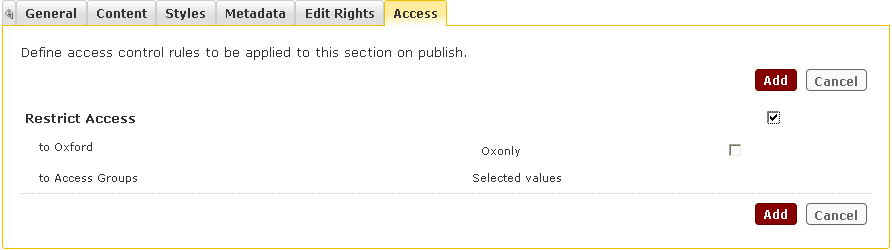 General Content Styles Metadata Edit Rights Access
Define access control rules to be applied to this section on publish.
Add Cancel
Restrict Access
to Oxford Oxonly
to Access Groups Selected values
Add Cancel